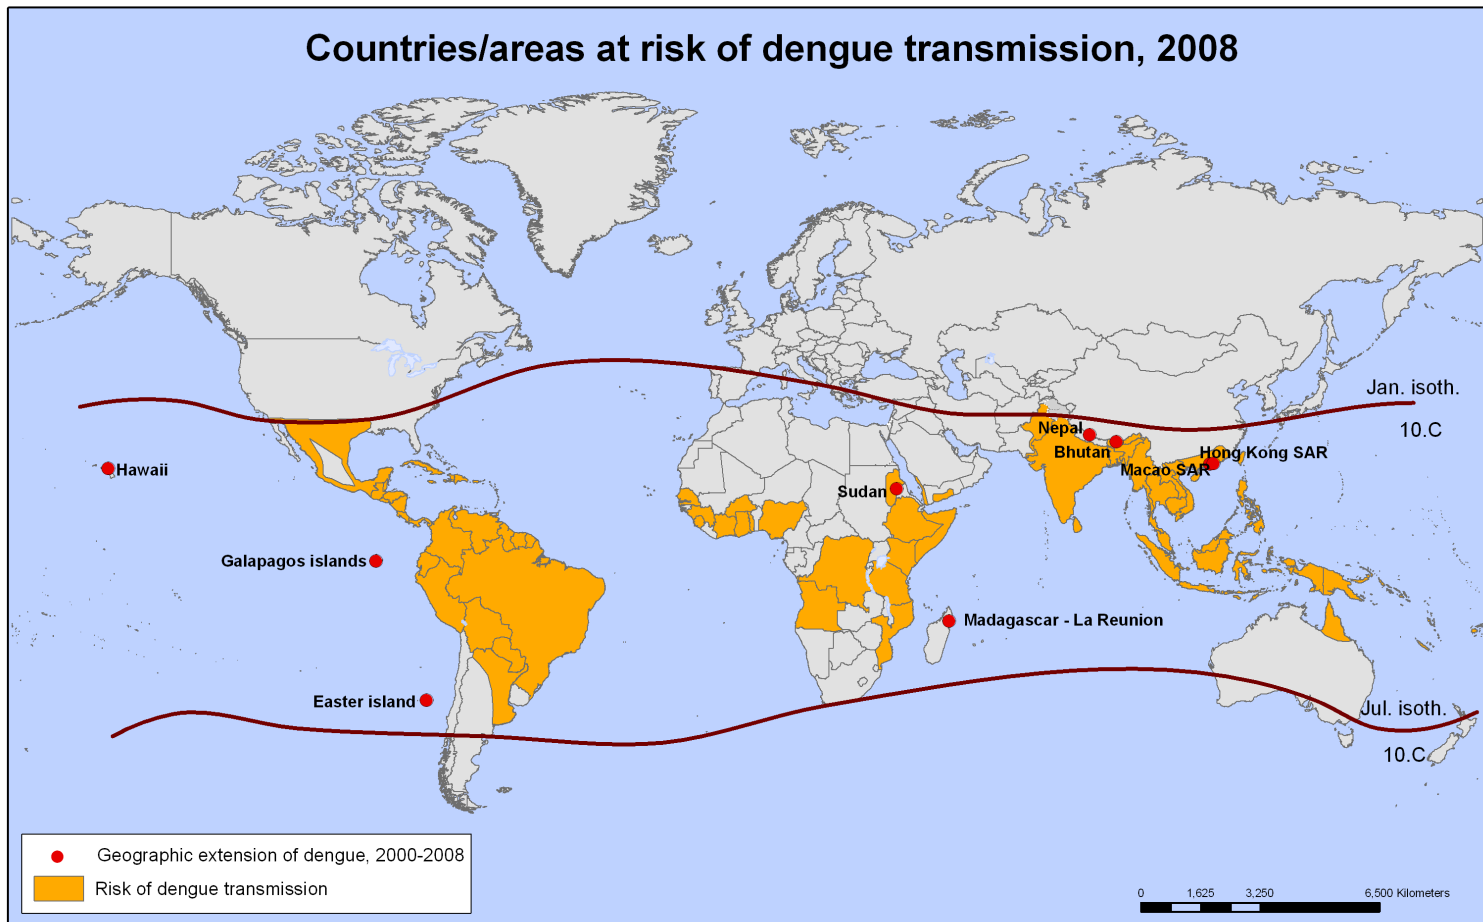 Countries/areas at risk of dengue transmission, 2008
Jan. isoth.
10.C
Nepal
Bhutan
Hong Kong SAR
Macao SAR
Hawaii
Sudan
Galapagos islands
Madagascar - La Reunion
Easter island
Jul. isoth.
10.C
Geographic extension of dengue, 2000-2008
Risk of dengue transmission
0 1,625 3,250 6,500 Kilometers